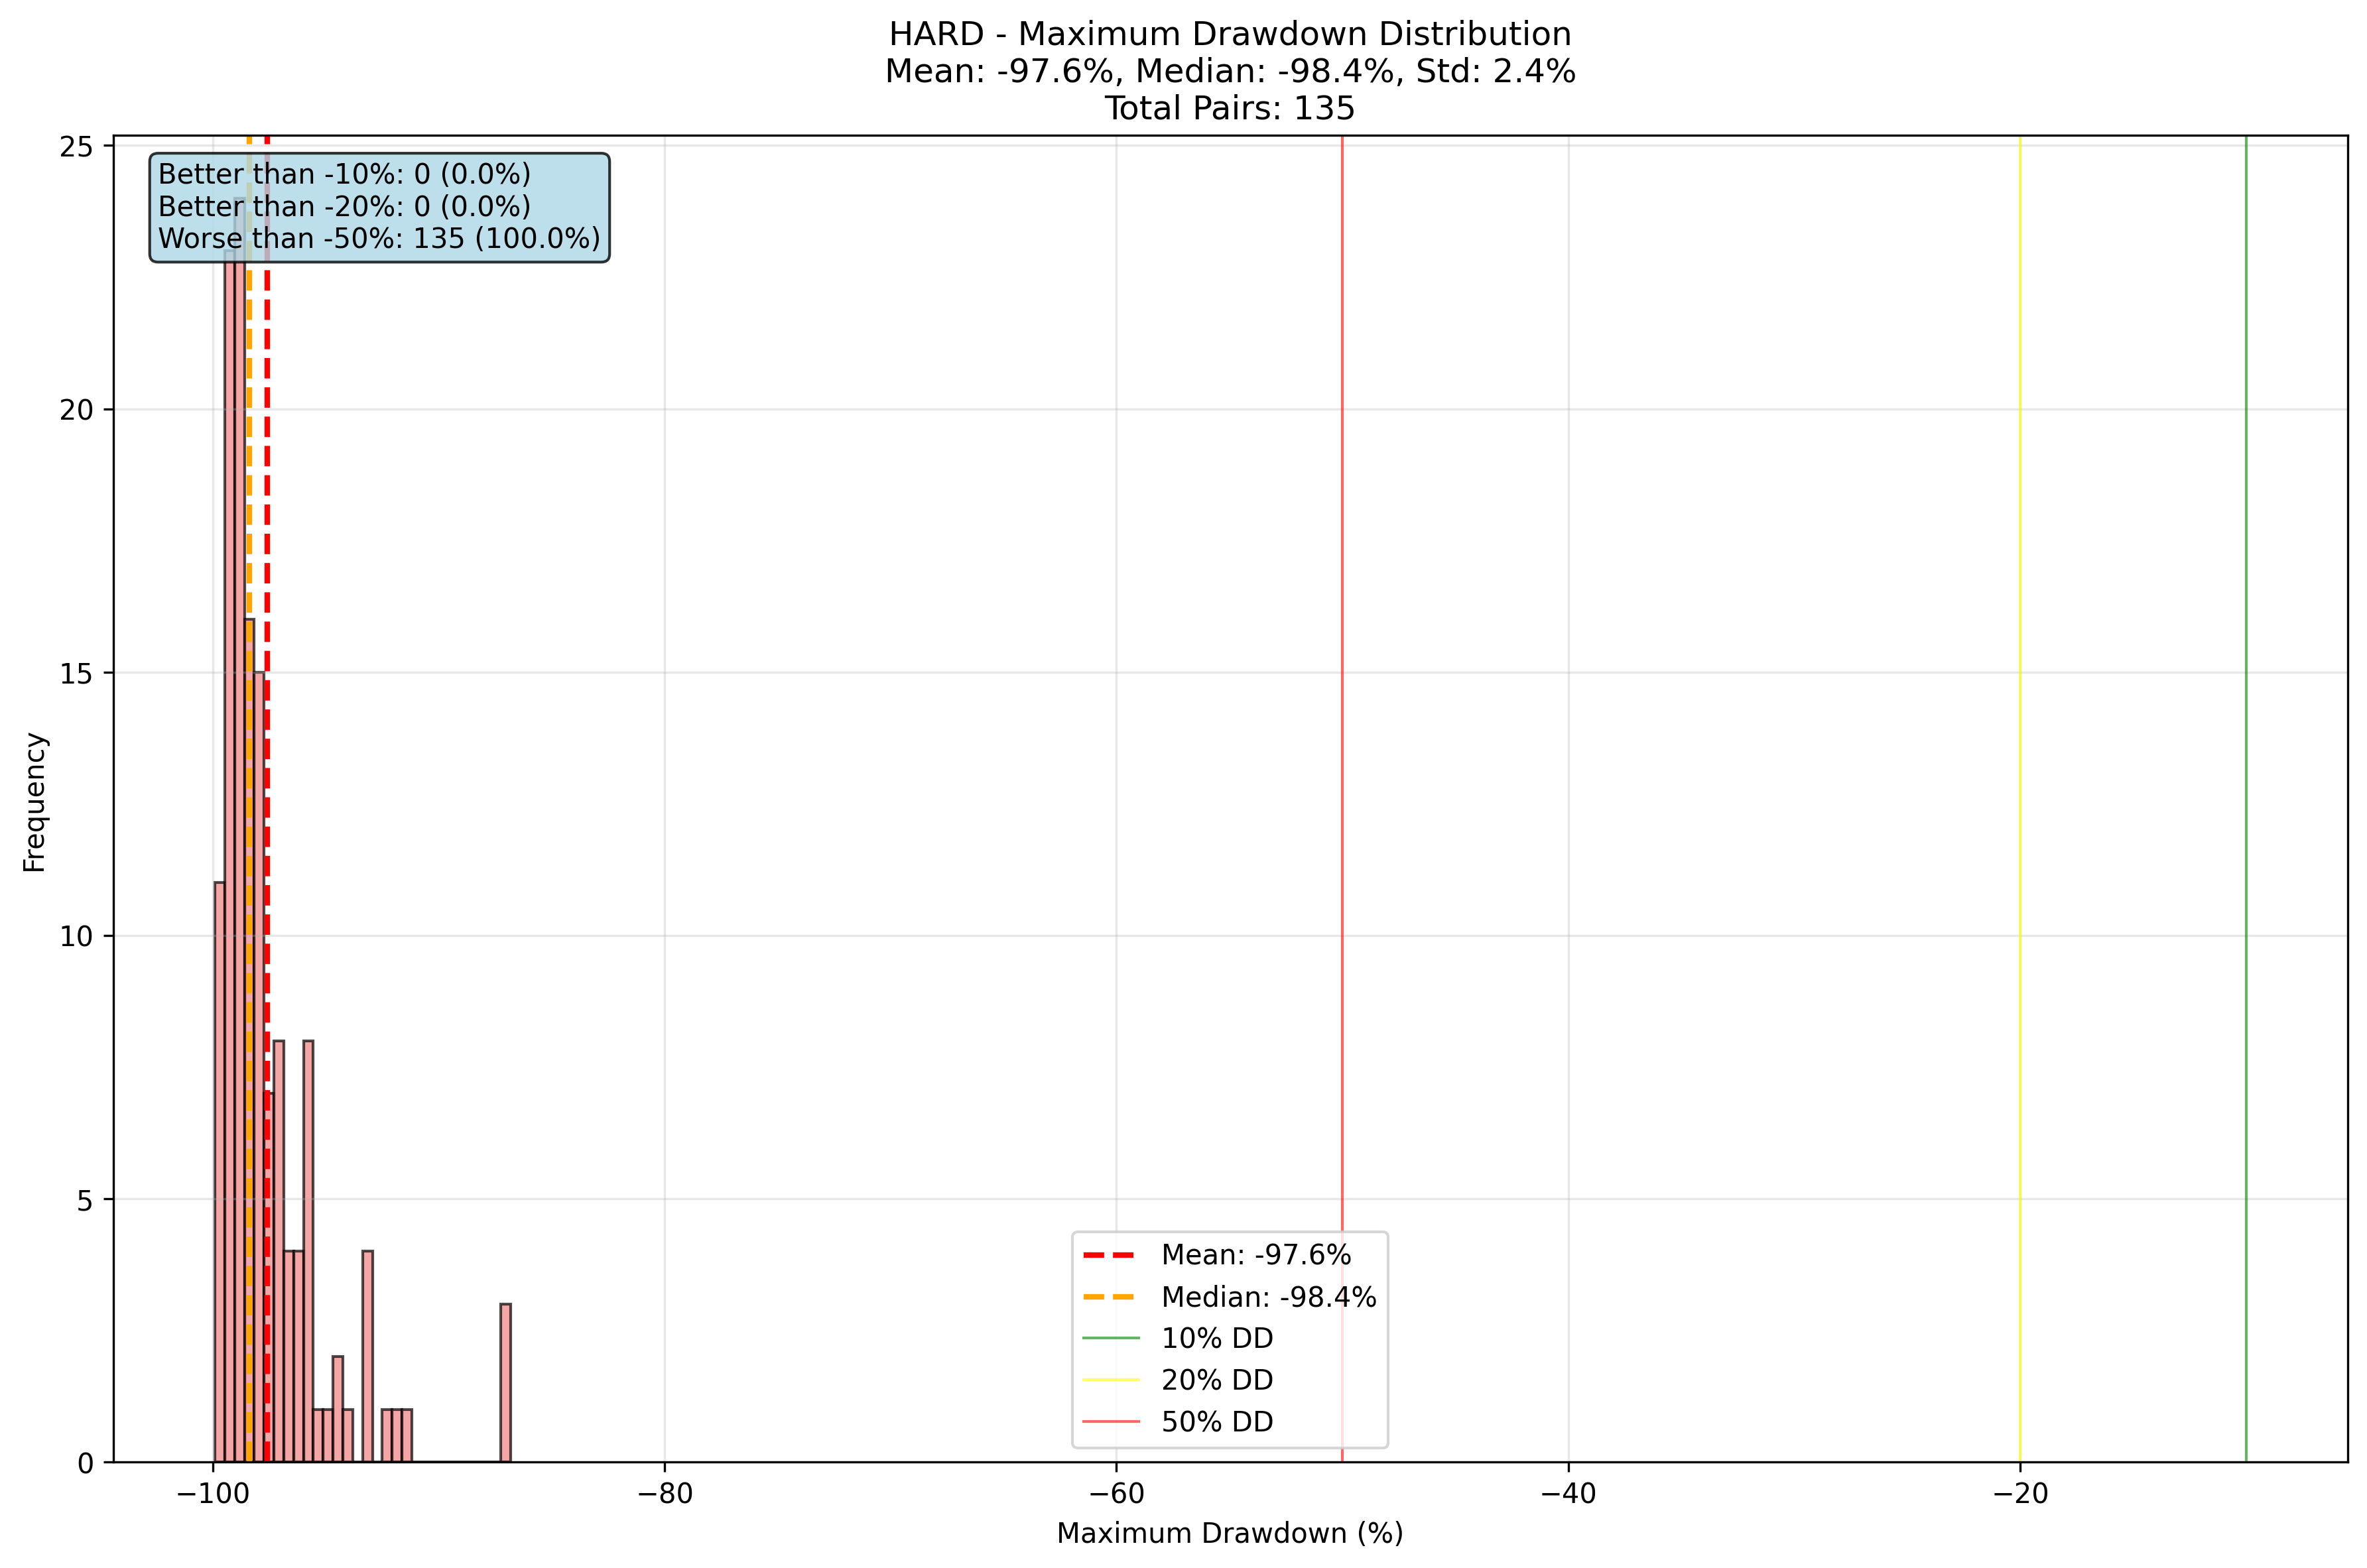 HARD - Maximum Drawdown Distribution
Mean: -97.6%, Median: -98.4%, Std: 2.4%
Total Pairs: 135
Better than -10%: 0 (0.0%)
Better than -20%: 0 (0.0%)
Worse than -50%: 135 (100.0%)
25
20
15
10
5
0
Frequency
Mean: -97.6%
Median: -98.4%
10% DD
20% DD
50% DD
−100
−80
−60
−40
−20
Maximum Drawdown (%)